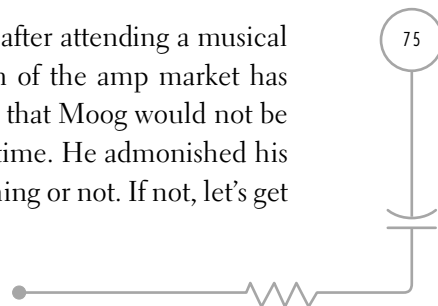 after attending a musical
75
of the amp market has
that Moog would not be
time. He admonished his
or not. If not, let's get